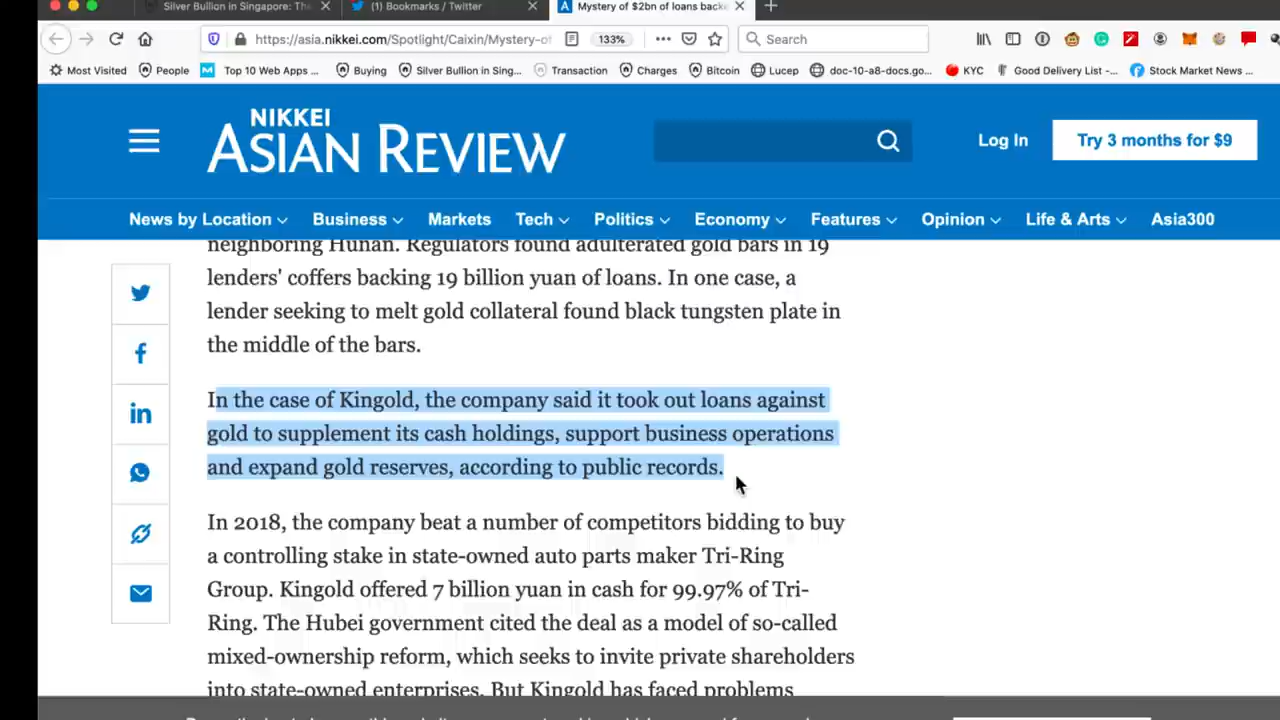 Silver Bullion in Singapore: The
(1) Bookmarks / Twitter
Mystery of $2bn of loans backe
https://asia.nikkei.com/Spotlight/Caixin/Mystery-of
133%
Search
Most Visited
People
Top 10 Web Apps ...
Buying
Silver Bullion in Sing...
Transaction
Charges
Bitcoin
Lucep
doc-10-a8-docs.go...
KYC
Good Delivery List -...
Stock Market News ...
NIKKEI
ASIAN REVIEW
Log In
Try 3 months for $9
News by Location
Business
Markets
Tech
Politics
Economy
Features
Opinion
Life & Arts
Asia300
neighboring Hunan. Regulators found adulterated gold bars in 19
lenders' coffers backing 19 billion yuan of loans. In one case, a
lender seeking to melt gold collateral found black tungsten plate in
the middle of the bars.
In the case of Kingold, the company said it took out loans against
gold to supplement its cash holdings, support business operations
and expand gold reserves, according to public records.
In 2018, the company beat a number of competitors bidding to buy
a controlling stake in state-owned auto parts maker Tri-Ring
Group. Kingold offered 7 billion yuan in cash for 99.97% of Tri-
Ring. The Hubei government cited the deal as a model of so-called
mixed-ownership reform, which seeks to invite private shareholders
into state-owned enterprises. But Kingold has faced problems